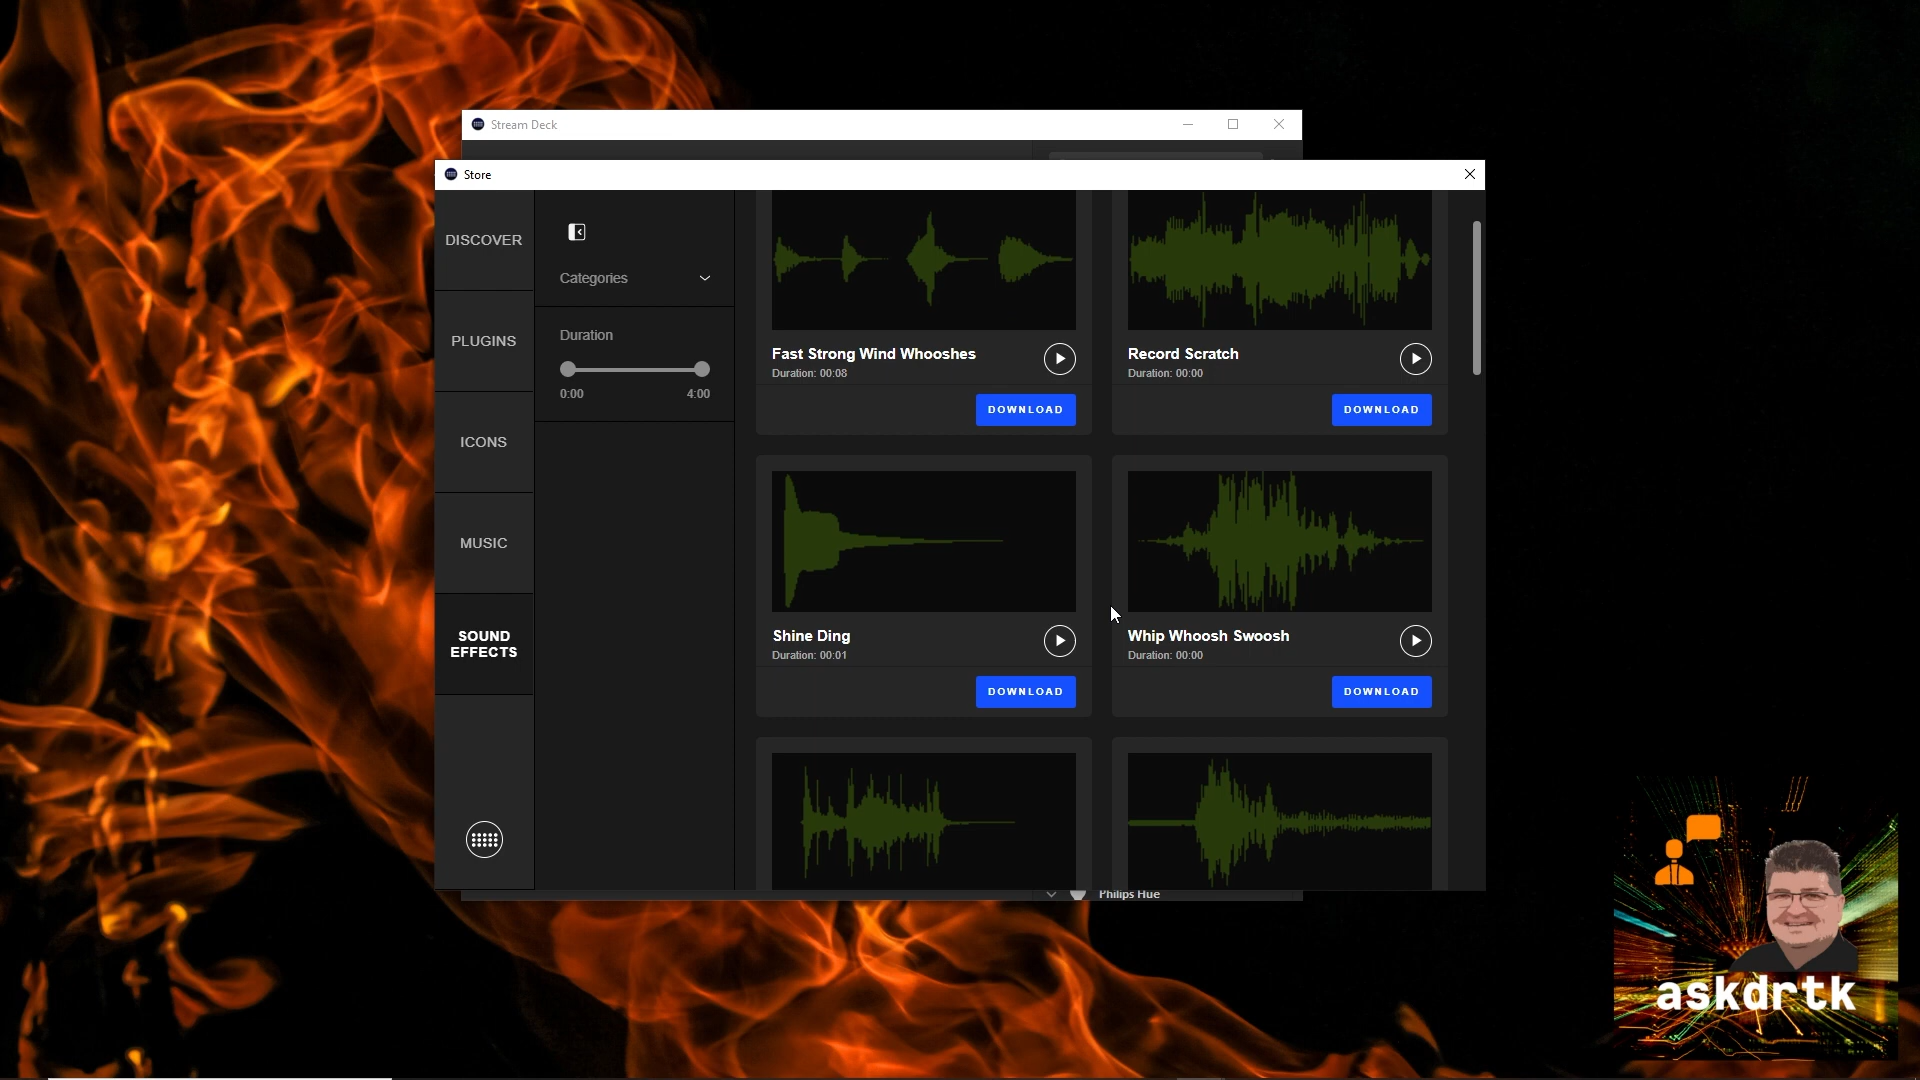 Stream Deck
Store
DISCOVER
PLUGINS
ICONS
MUSIC
SOUND
EFFECTS
Categories
Duration
0:00 4:00
Fast Strong Wind Whooshes
Duration: 00:08
DOWNLOAD
Record Scratch
Duration: 00:00
DOWNLOAD
Shine Ding
Duration: 00:01
DOWNLOAD
Whip Whoosh Swoosh
Duration: 00:00
DOWNLOAD
Philips Hue
askdrtk